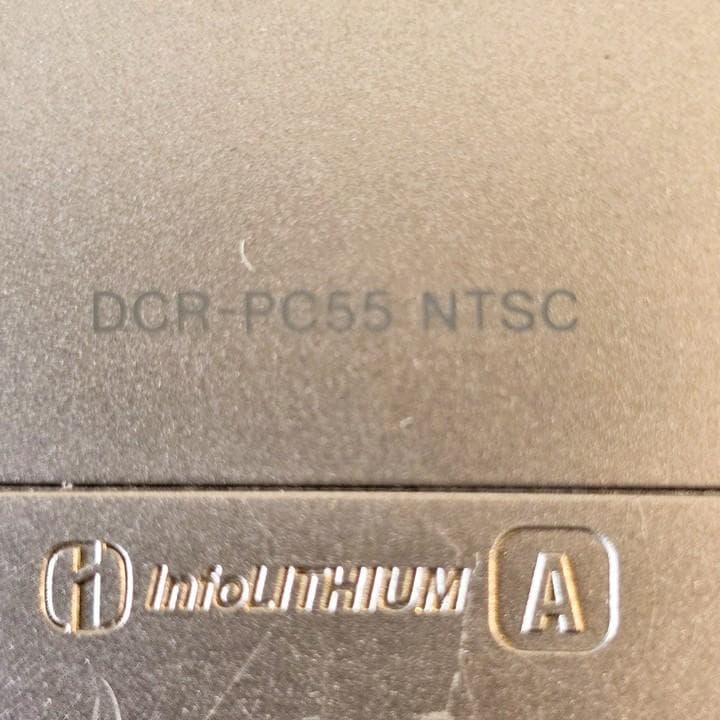 DCR-PC55 NTSC
InfoLITHIUM A